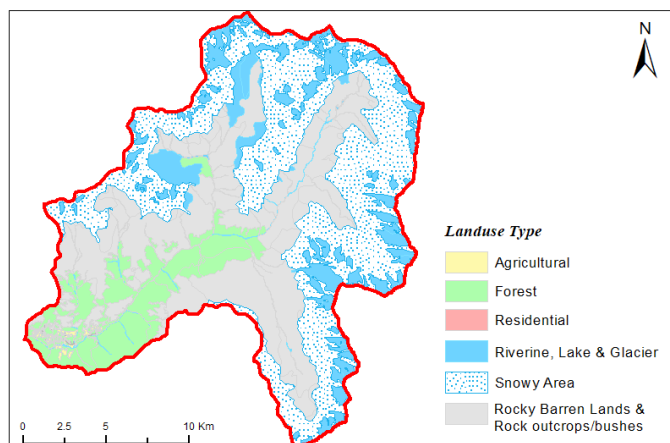 N
Landuse Type
Agricultural
Forest
Residential
Riverine, Lake & Glacier
Snowy Area
Rocky Barren Lands &
Rock outcrops/bushes
0 2.5 5 10 Km